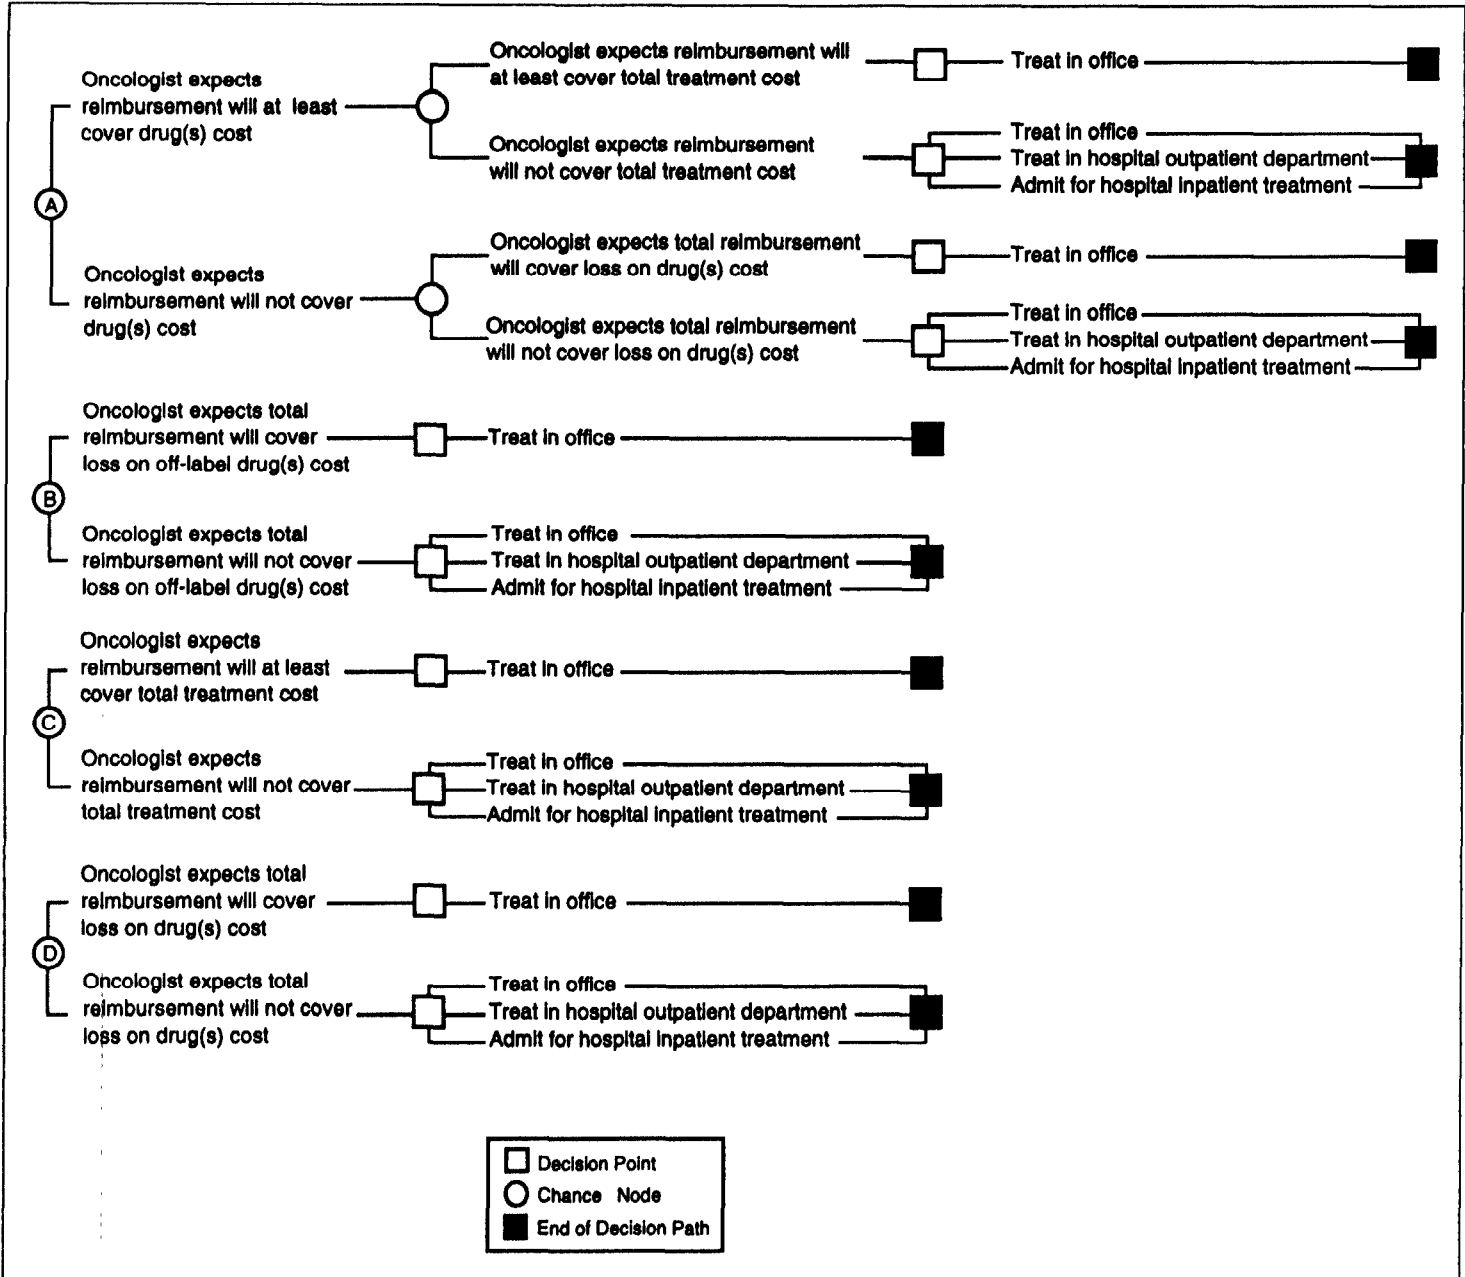 Oncologist expects
reimbursement will at least
cover drug(s) cost
Oncologist expects reimbursement will
at least cover total treatment cost
Treat in office
Oncologist expects reimbursement
will not cover total treatment cost
Treat in office
Treat in hospital outpatient department
Admit for hospital inpatient treatment
A
Oncologist expects
reimbursement will not cover
drug(s) cost
Oncologist expects total reimbursement
will cover loss on drug(s) cost
Treat in office
Oncologist expects total reimbursement
will not cover loss on drug(s) cost
Treat in office
Treat in hospital outpatient department
Admit for hospital inpatient treatment
Oncologist expects total
reimbursement will cover
loss on off-label drug(s) cost
Treat in office
B
Oncologist expects total
reimbursement will not cover
loss on off-label drug(s) cost
Treat in office
Treat in hospital outpatient department
Admit for hospital inpatient treatment
Oncologist expects
reimbursement will at least
cover total treatment cost
Treat in office
C
Oncologist expects
reimbursement will not cover
total treatment cost
Treat in office
Treat in hospital outpatient department
Admit for hospital inpatient treatment
Oncologist expects total
reimbursement will cover
loss on drug(s) cost
Treat in office
D
Oncologist expects total
reimbursement will not cover
loss on drug(s) cost
Treat in office
Treat in hospital outpatient department
Admit for hospital inpatient treatment
Decision Point
Chance Node
End of Decision Path